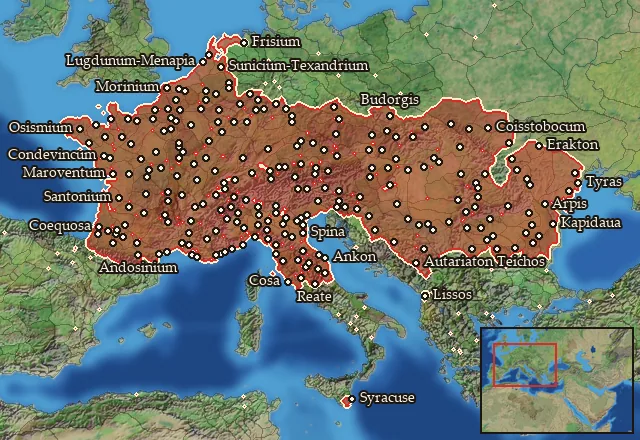 Frisium
Lugdunum-Menapia
Sunicium-Texandrium
Morinium
Budorgis
Osismium
Coisstobocum
Erakton
Condevincum
Maroventum
Tyras
Santonium
Arpis
Kapidaua
Coequosa
Spina
Ankon
Autariaton Teichos
Andosinium
Cosa
Reate
Lissos
Syracuse